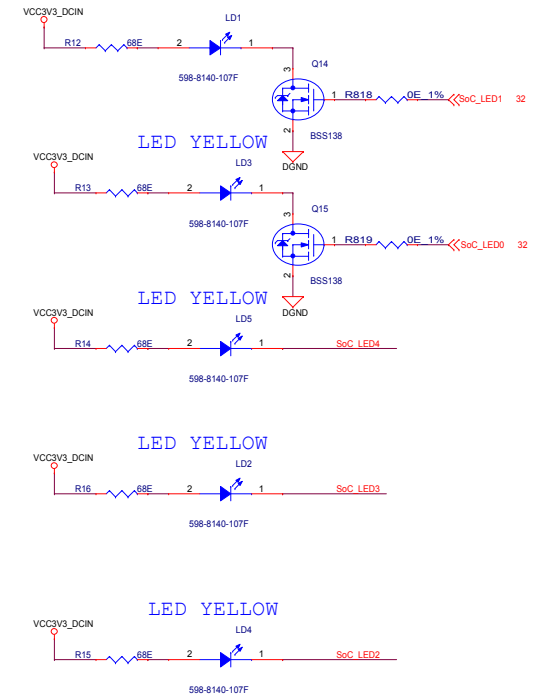 VCC3V3_DCIN
LD1
R12 68E 2 1
598-8140-107F
3
Q14
1 R818 0E_1% SoC_LED1 32
2
BSS138
DGND
LED YELLOW
VCC3V3_DCIN
LD3
R13 68E 2 1
598-8140-107F
3
Q15
1 R819 0E_1% SoC_LED0 32
2
BSS138
DGND
LED YELLOW
VCC3V3_DCIN
LD5
R14 68E 2 1 SoC_LED4
598-8140-107F
LED YELLOW
VCC3V3_DCIN
LD2
R16 68E 2 1 SoC_LED3
598-8140-107F
LED YELLOW
VCC3V3_DCIN
LD4
R15 68E 2 1 SoC_LED2
598-8140-107F